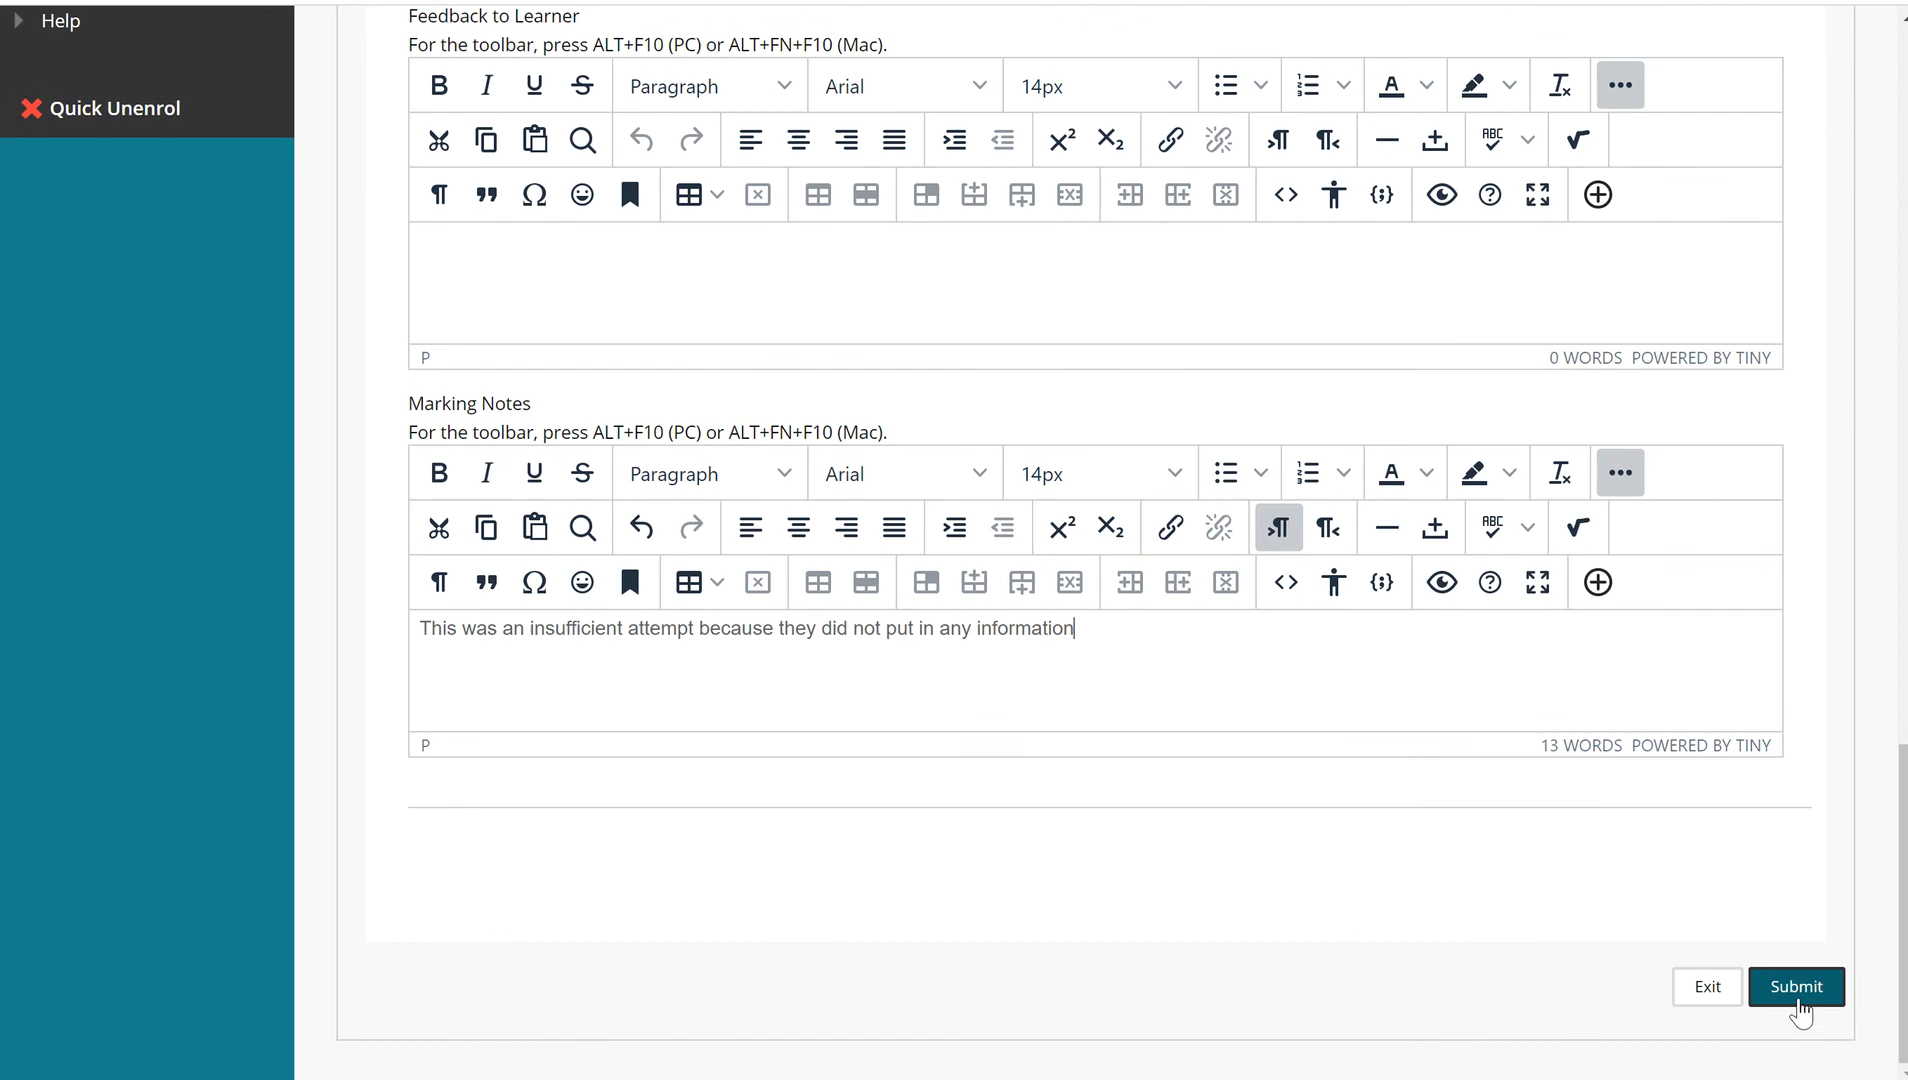 Help
Quick Unenrol
Feedback to Learner
For the toolbar, press ALT+F10 (PC) or ALT+FN+F10 (Mac).
Paragraph Arial 14px
P 0 WORDS POWERED BY TINY
Marking Notes
For the toolbar, press ALT+F10 (PC) or ALT+FN+F10 (Mac).
Paragraph Arial 14px
This was an insufficient attempt because they did not put in any information
P 13 WORDS POWERED BY TINY
Exit Submit